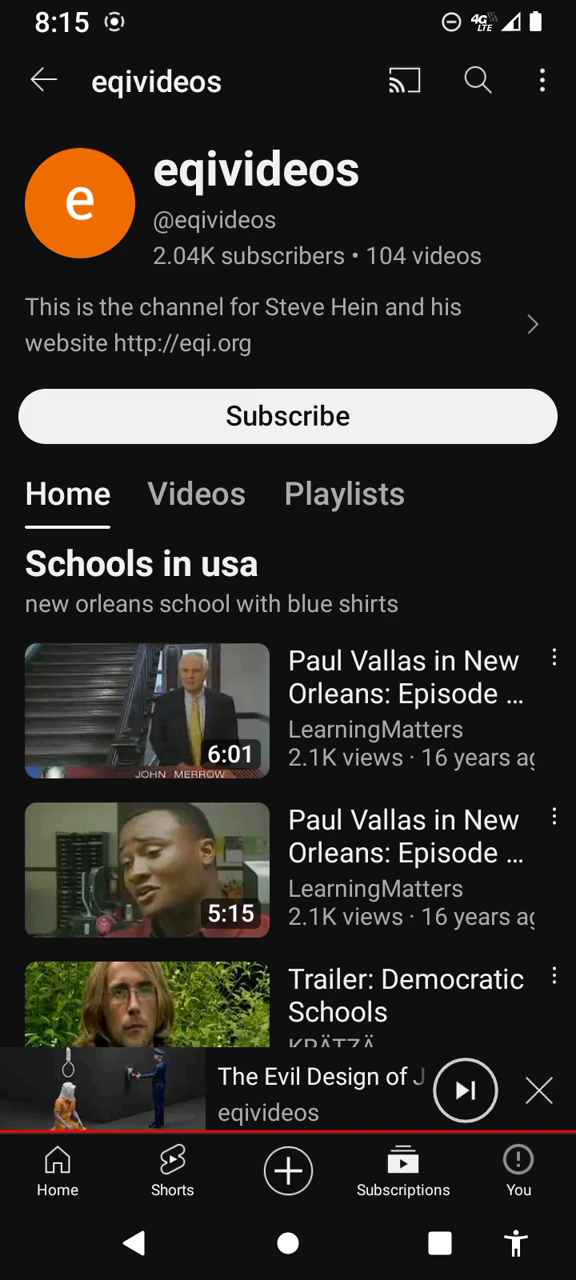 8:15
4G
LTE
eqivideos
e
eqivideos
@eqivideos
2.04K subscribers • 104 videos
This is the channel for Steve Hein and his
website http://eqi.org
Subscribe
Home Videos Playlists
Schools in usa
new orleans school with blue shirts
Paul Vallas in New
Orleans: Episode ...
LearningMatters
2.1K views · 16 years ag
6:01
JOHN MERROW
Paul Vallas in New
Orleans: Episode ...
LearningMatters
2.1K views · 16 years ag
5:15
Trailer: Democratic
Schools
KRÄTZÄ
The Evil Design of J
eqivideos
Home Shorts Subscriptions You